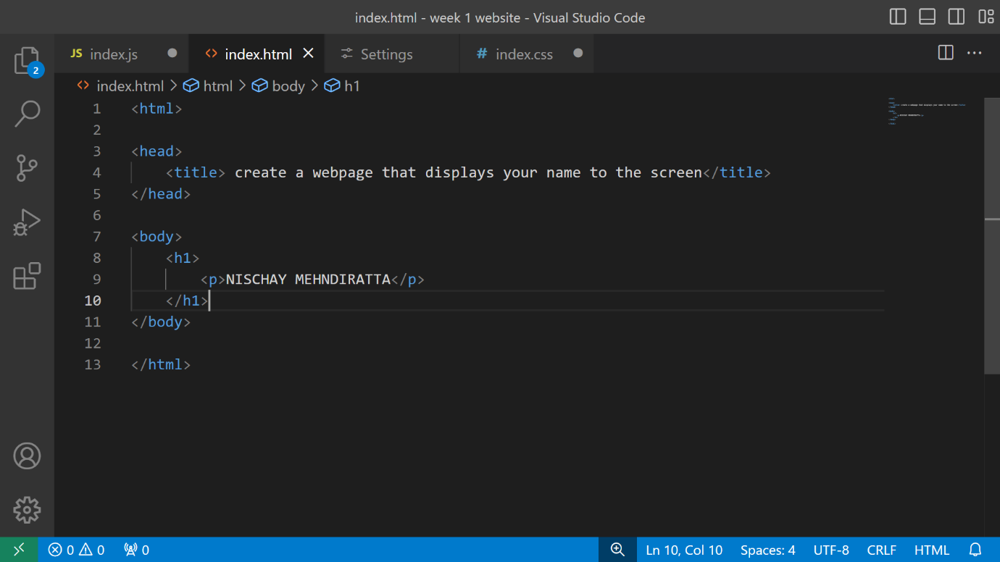 index.html - week 1 website - Visual Studio Code
JS index.js index.html Settings # index.css
index.html > html > body > h1
2
1 <html>
2
3 <head>
4 <title> create a webpage that displays your name to the screen</title>
5 </head>
6
7 <body>
8 <h1>
9 <p>NISCHAY MEHNDIRATTA</p>
10 </h1>
11 </body>
12
13 </html>
0 0 0 Ln 10, Col 10 Spaces: 4 UTF-8 CRLF HTML